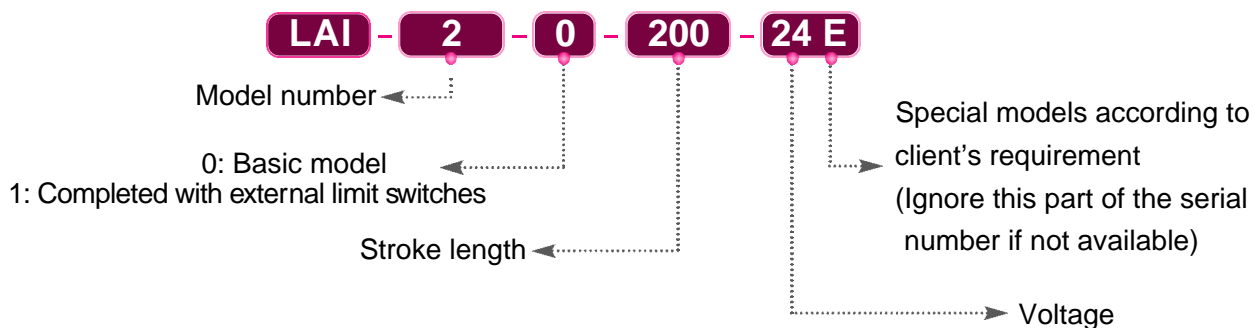 LAI - 2 - 0 - 200 - 24 E
Model number
0: Basic model
1: Completed with external limit switches
Stroke length
Special models according to
client's requirement
(Ignore this part of the serial
number if not available)
Voltage